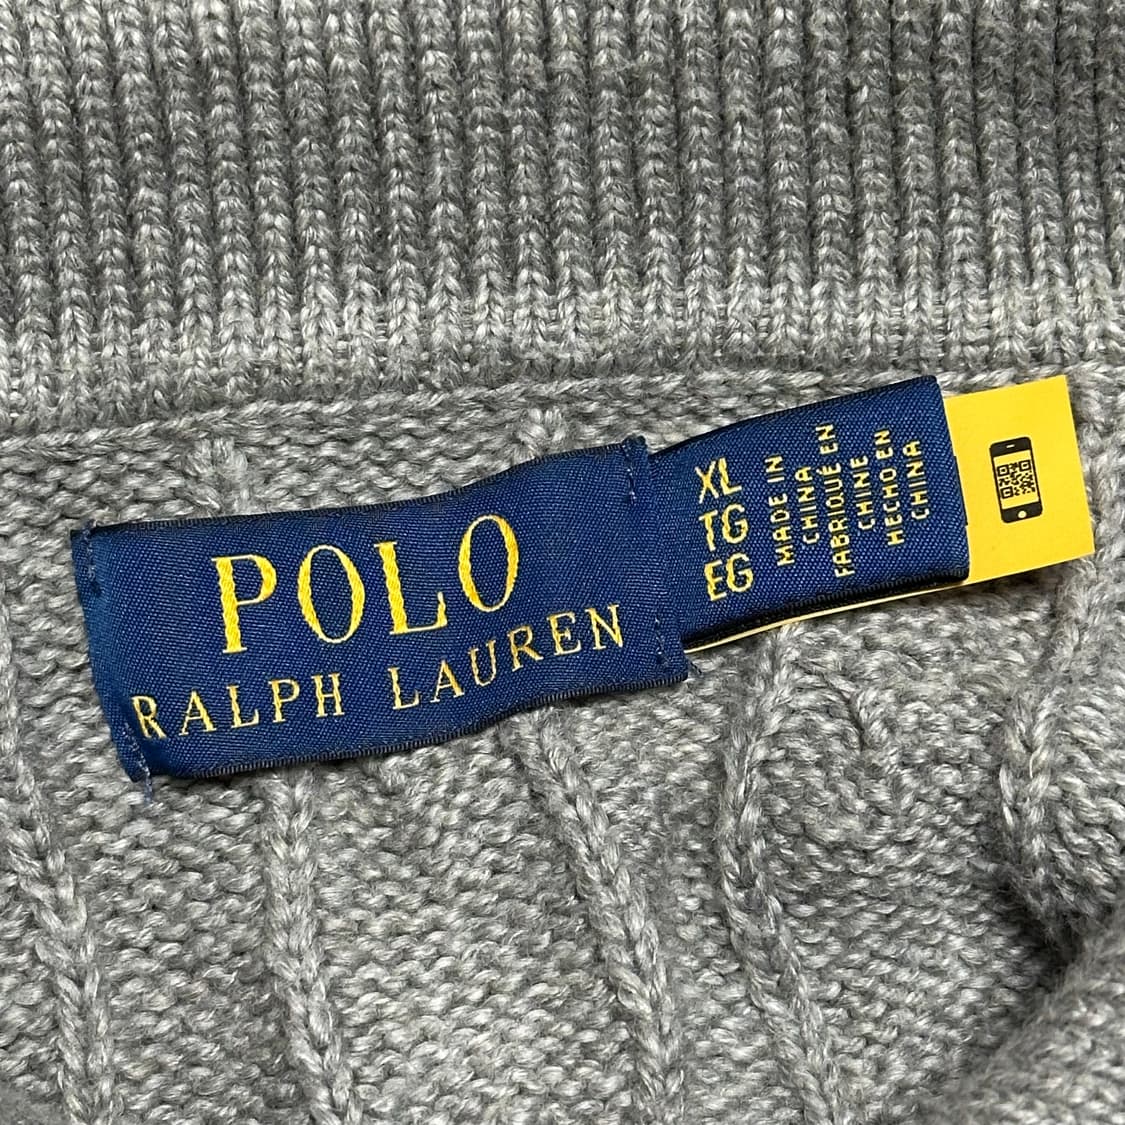 POLO
RALPH LAUREN
XL
TG
EG
MADE IN
CHINA
FABRIQUÉ EN
CHINE
HECHO EN
CHINA